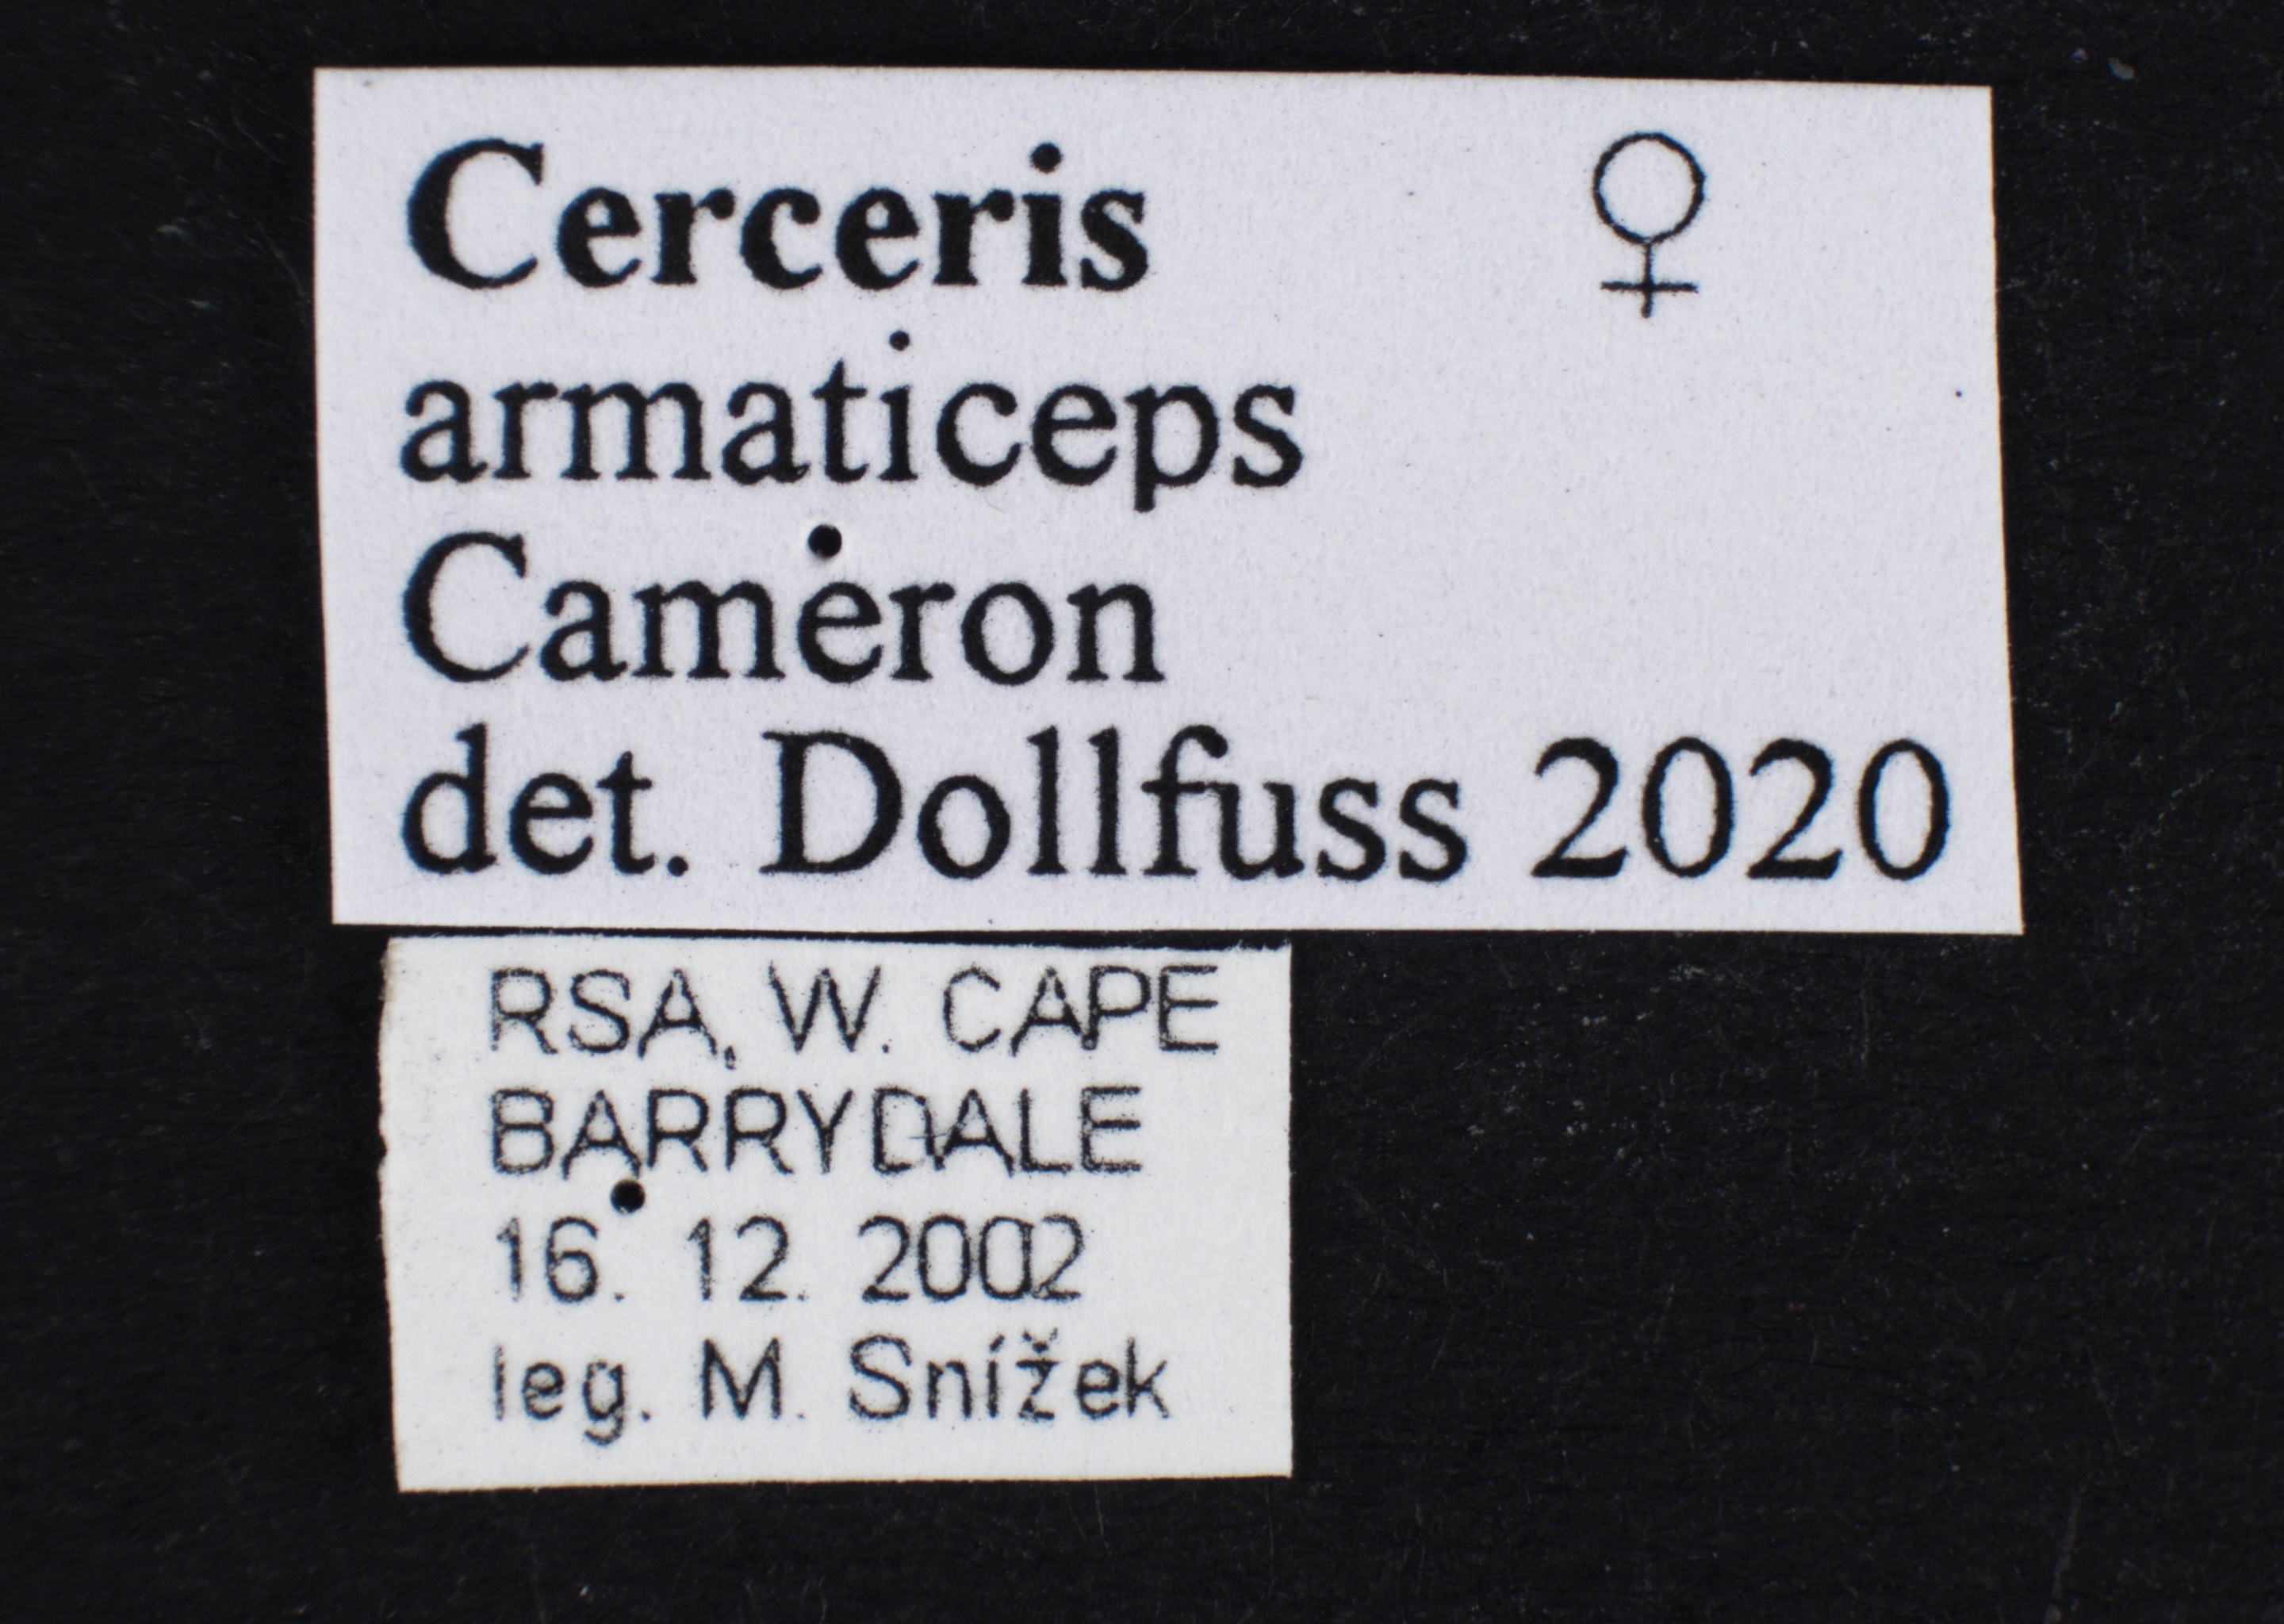 Cerceris ♀
armaticeps
Cameron
det. Dollfuss 2020
RSA, W. CAPE
BARRYDALE
16. 12. 2002
leg. M. Snížek